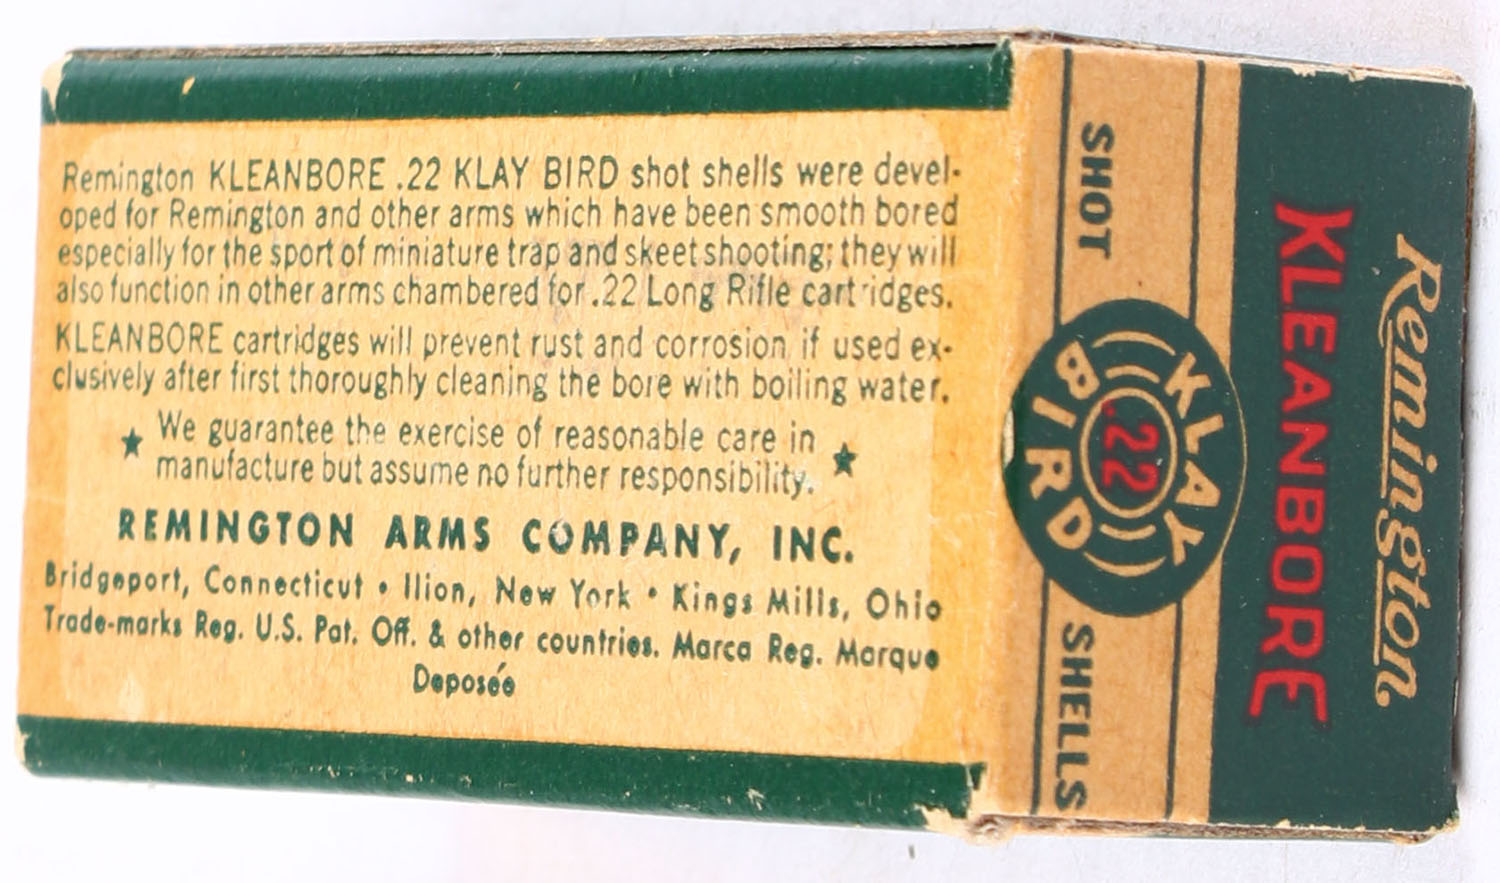 Remington KLEANBORE .22 KLAY BIRD shot shells were devel-
oped for Remington and other arms which have been smooth bored
especially for the sport of miniature trap and skeet shooting; they will
also function in other arms chambered for .22 Long Rifle cartridges.
KLEANBORE cartridges will prevent rust and corrosion if used ex-
clusively after first thoroughly cleaning the bore with boiling water.
★ We guarantee the exercise of reasonable care in ★
manufacture but assume no further responsibility.
REMINGTON ARMS COMPANY, INC.
Bridgeport, Connecticut • Ilion, New York • Kings Mills, Ohio
Trade-marks Reg. U.S. Pat. Off. & other countries. Marca Reg. Marque
Deposée
Remington
KLEANBORE
KLAY
SHOT .22 SHELLS
BIRD